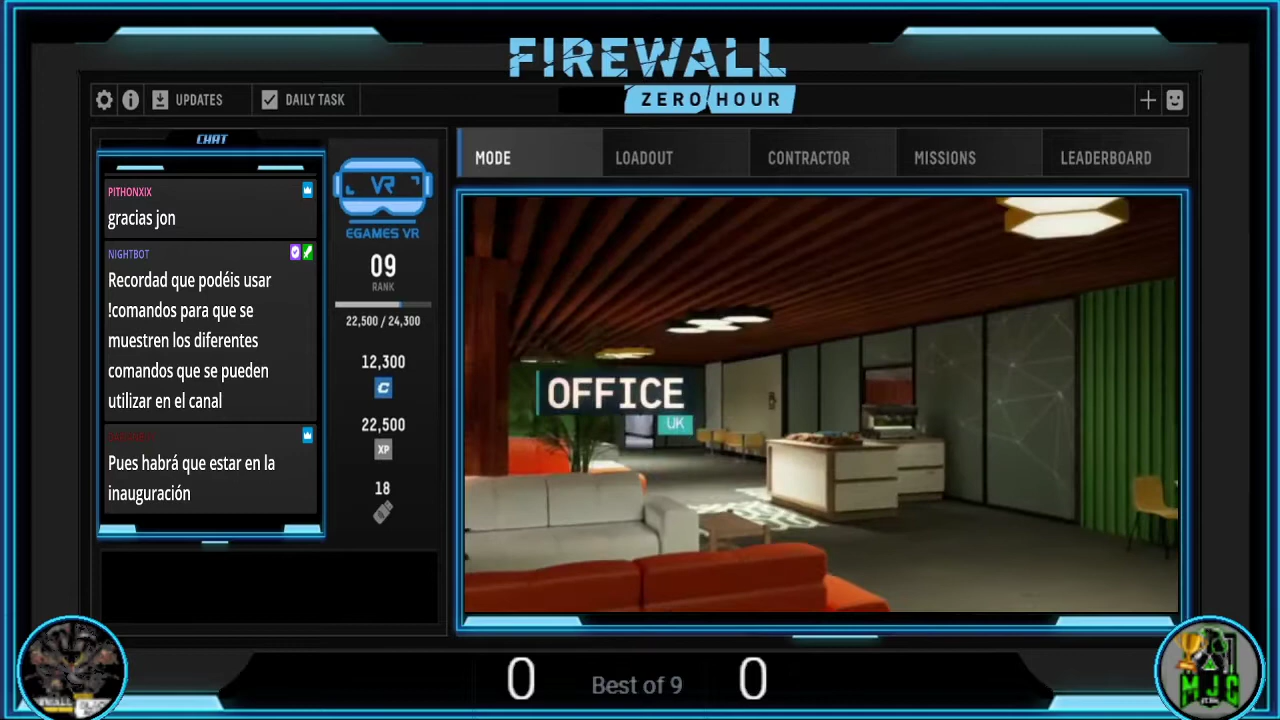 FIREWALL
ZERO HOUR
UPDATES
DAILY TASK
CHAT
PITHONXIX
gracias jon
NIGHTBOT
Recordad que podéis usar
!comandos para que se
muestren los diferentes
comandos que se pueden
utilizar en el canal
Pues habrá que estar en la
inauguración
VR
EGAMES VR
09
RANK
22,500 / 24,300
12,300
C
22,500
XP
18
MODE
LOADOUT
CONTRACTOR
MISSIONS
LEADERBOARD
OFFICE
UK
0
Best of 9
0
MJC